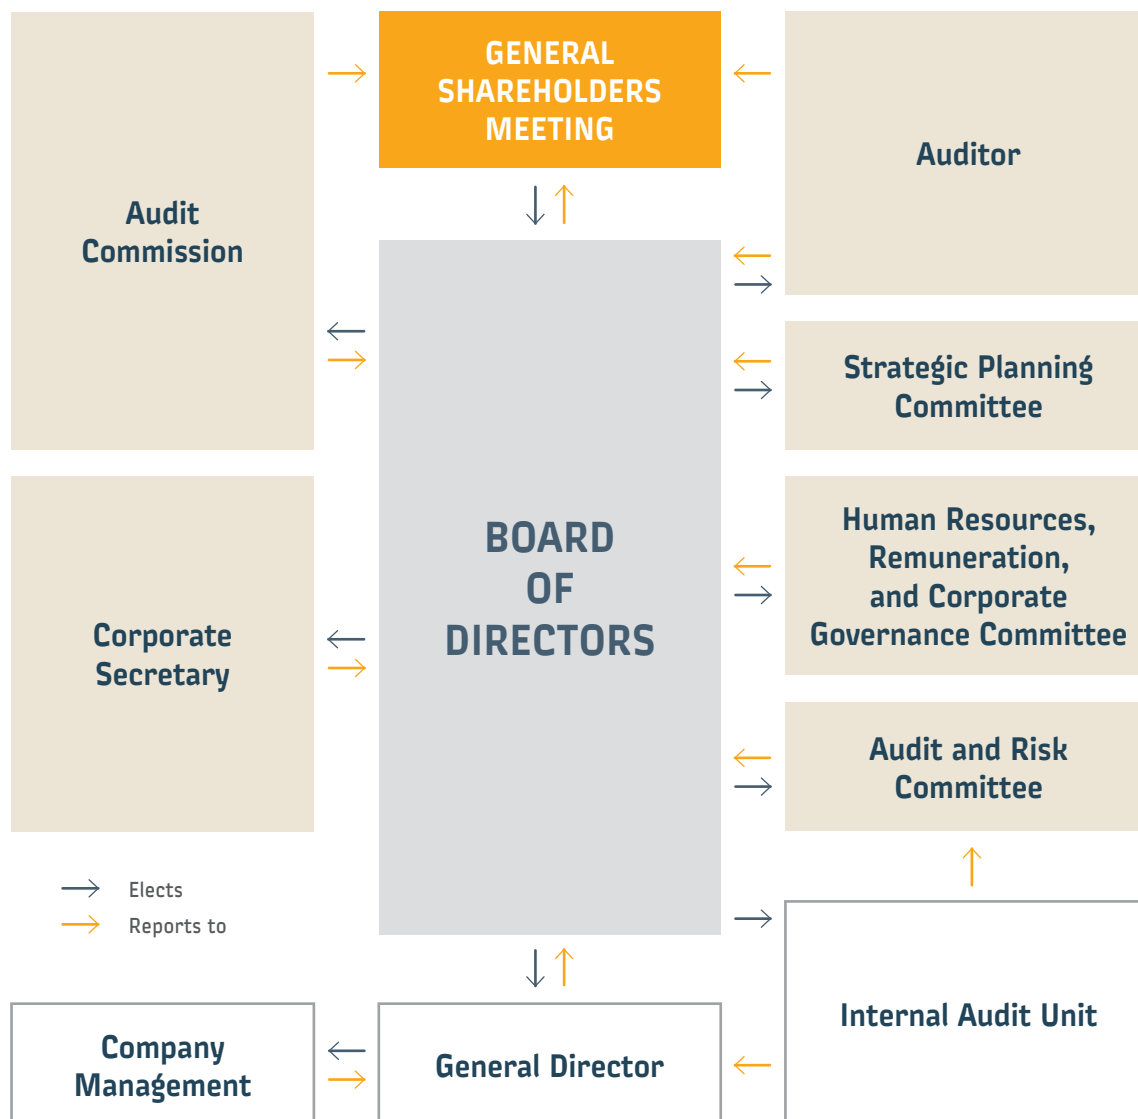 GENERAL
SHAREHOLDERS
MEETING
Auditor
Audit
Commission
Strategic Planning
Committee
BOARD
OF
DIRECTORS
Human Resources,
Remuneration,
and Corporate
Governance Committee
Corporate
Secretary
Audit and Risk
Committee
Elects
Reports to
Internal Audit Unit
Company
Management
General Director